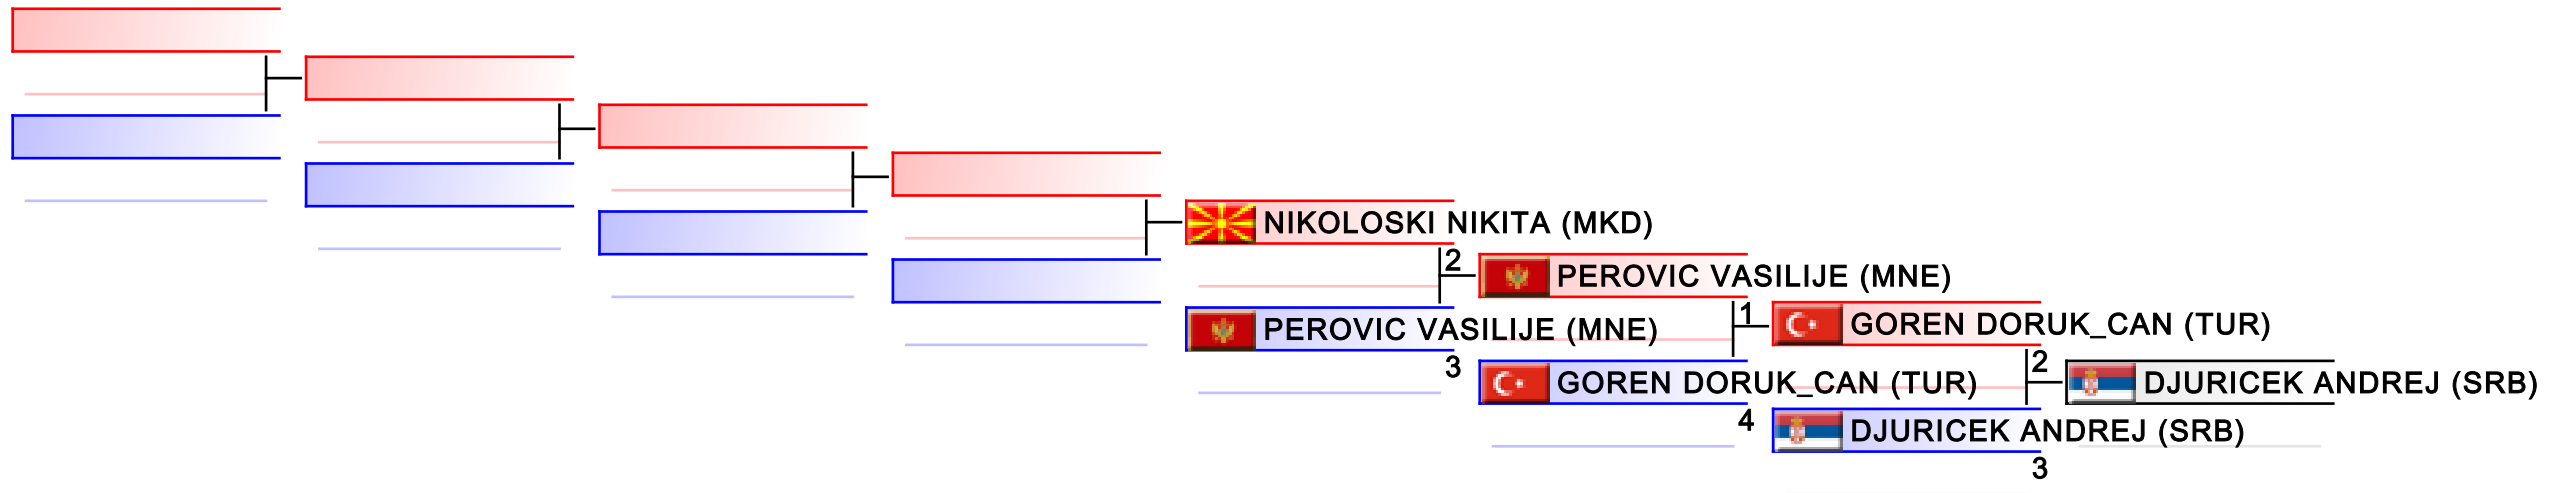 NIKOLOSKI NIKITA (MKD)
2
PEROVIC VASILIJE (MNE)
PEROVIC VASILIJE (MNE)
3
1
GOREN DORUK_CAN (TUR)
GOREN DORUK_CAN (TUR)
4
2
DJURICEK ANDREJ (SRB)
DJURICEK ANDREJ (SRB)
3